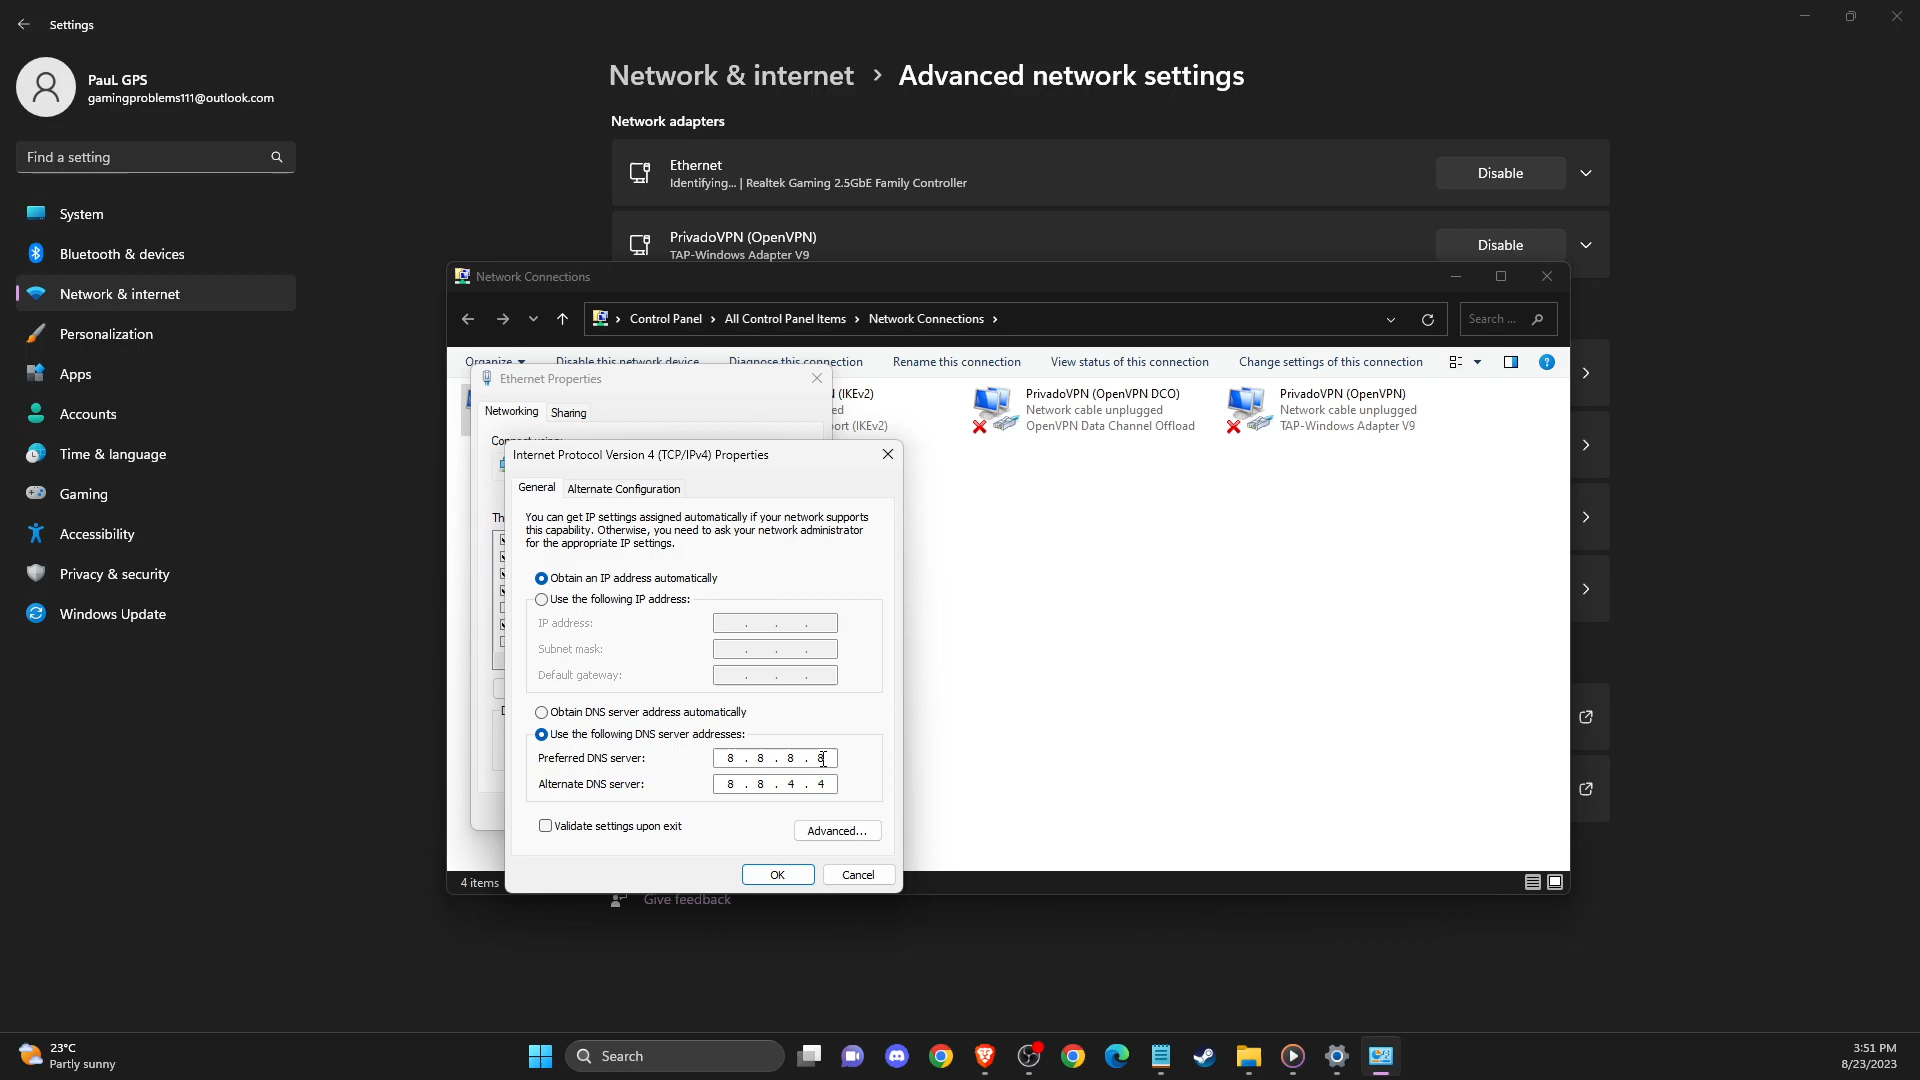 Settings
PauL GPS
gamingproblems111@outlook.com
Find a setting
System
Bluetooth & devices
Network & internet
Personalization
Apps
Accounts
Time & language
Gaming
Accessibility
Privacy & security
Windows Update
Network & internet > Advanced network settings
Network adapters
Ethernet
Identifying... | Realtek Gaming 2.5GbE Family Controller
Disable
PrivadoVPN (OpenVPN)
TAP-Windows Adapter V9
Disable
Network Connections
Control Panel > All Control Panel Items > Network Connections >
Search ...
Organize Disable this network device Diagnose this connection Rename this connection View status of this connection Change settings of this connection
(IKEv2)
PrivadoVPN (OpenVPN DCO)
Network cable unplugged
OpenVPN Data Channel Offload
PrivadoVPN (OpenVPN)
Network cable unplugged
TAP-Windows Adapter V9
ort (IKEv2)
Ethernet Properties
Networking Sharing
Internet Protocol Version 4 (TCP/IPv4) Properties
General Alternate Configuration
You can get IP settings assigned automatically if your network supports
this capability. Otherwise, you need to ask your network administrator
for the appropriate IP settings.
Obtain an IP address automatically
Use the following IP address:
IP address: . . .
Subnet mask: . . .
Default gateway: . . .
Obtain DNS server address automatically
Use the following DNS server addresses:
Preferred DNS server: 8 . 8 . 8 . 8
Alternate DNS server: 8 . 8 . 4 . 4
Validate settings upon exit
Advanced...
OK Cancel
4 items
Give feedback
23°C
Partly sunny
Search
3:51 PM
8/23/2023